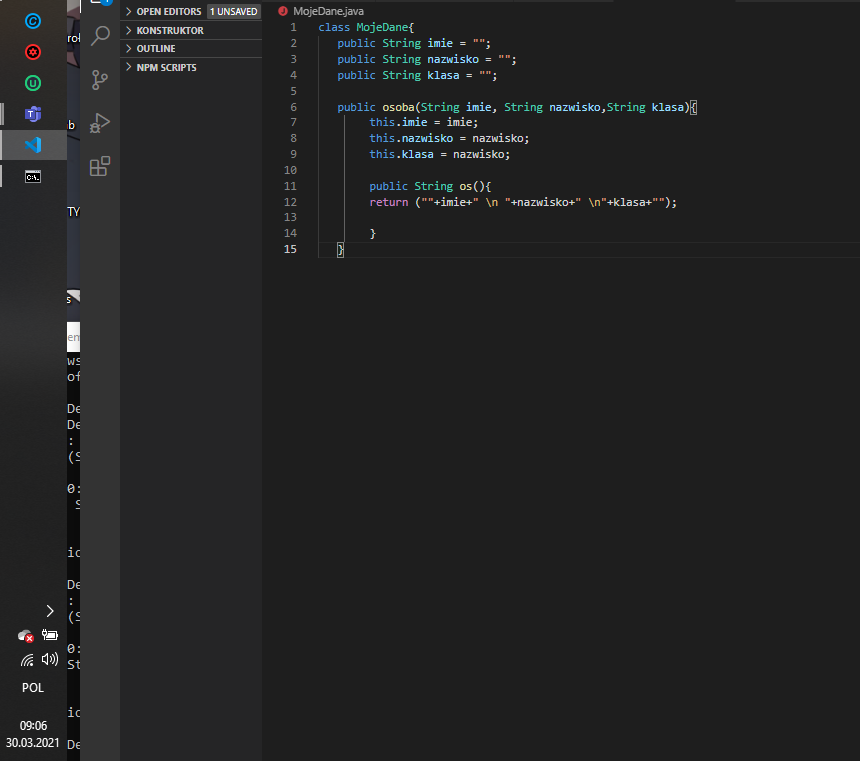 OPEN EDITORS 1 UNSAVED
KONSTRUKTOR
OUTLINE
NPM SCRIPTS
MojeDane.java
1 class MojeDane{
2 public String imie = "";
3 public String nazwisko = "";
4 public String klasa = "";
5
6 public osoba(String imie, String nazwisko,String klasa){
7 this.imie = imie;
8 this.nazwisko = nazwisko;
9 this.klasa = nazwisko;
10
11 public String os(){
12 return (""+imie+" \n "+nazwisko+" \n"+klasa+"");
13
14 }
15 }
TY
ws
of
De
De
:
(S
0:
S
ic
De
:
(S
0:
St
ic
De
POL
09:06
30.03.2021